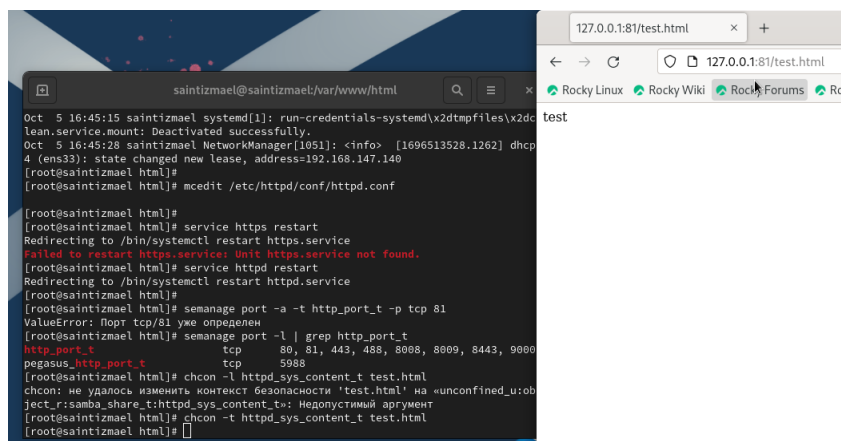 127.0.0.1:81/test.html × +
127.0.0.1:81/test.html
Rocky Linux Rocky Wiki Rocky Forums
test
saintizmael@saintizmael:/var/www/html
Oct  5 16:45:15 saintizmael systemd[1]: run-credentials-systemd\x2dtmpfiles\x2dc
lean.service.mount: Deactivated successfully.
Oct  5 16:45:28 saintizmael NetworkManager[1051]: <info>  [1696513528.1262] dhcp
4 (ens33): state changed new lease, address=192.168.147.140
[root@saintizmael html]#
[root@saintizmael html]# mcedit /etc/httpd/conf/httpd.conf
[root@saintizmael html]#
[root@saintizmael html]# service https restart
Redirecting to /bin/systemctl restart https.service
Failed to restart https.service: Unit https.service not found.
[root@saintizmael html]# service httpd restart
Redirecting to /bin/systemctl restart httpd.service
[root@saintizmael html]#
[root@saintizmael html]# semanage port -a -t http_port_t -p tcp 81
ValueError: Порт tcp/81 уже определен
[root@saintizmael html]# semanage port -l | grep http_port_t
http_port_t                    tcp      80, 81, 443, 488, 8008, 8009, 8443, 9000
pegasus_http_port_t            tcp      5988
[root@saintizmael html]# chcon -l httpd_sys_content_t test.html
chcon: не удалось изменить контекст безопасности 'test.html' на «unconfined_u:ob
ject_r:samba_share_t:httpd_sys_content_t»: Недопустимый аргумент
[root@saintizmael html]# chcon -t httpd_sys_content_t test.html
[root@saintizmael html]#